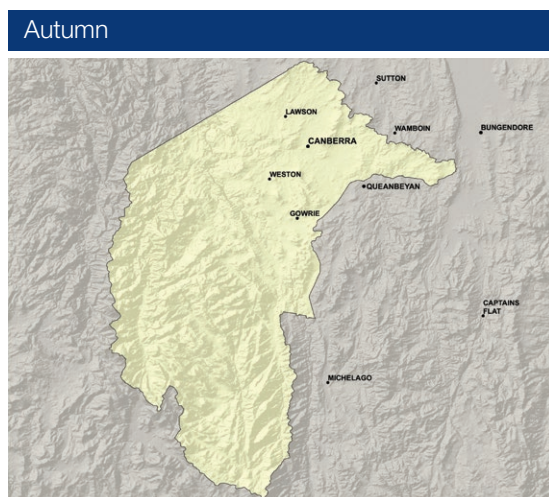 Autumn
SUTTON
LAWSON
WAMBOIN
BUNGENDORE
CANBERRA
WESTON
QUEANBEYAN
GOWRIE
CAPTAINS
FLAT
MICHELAGO